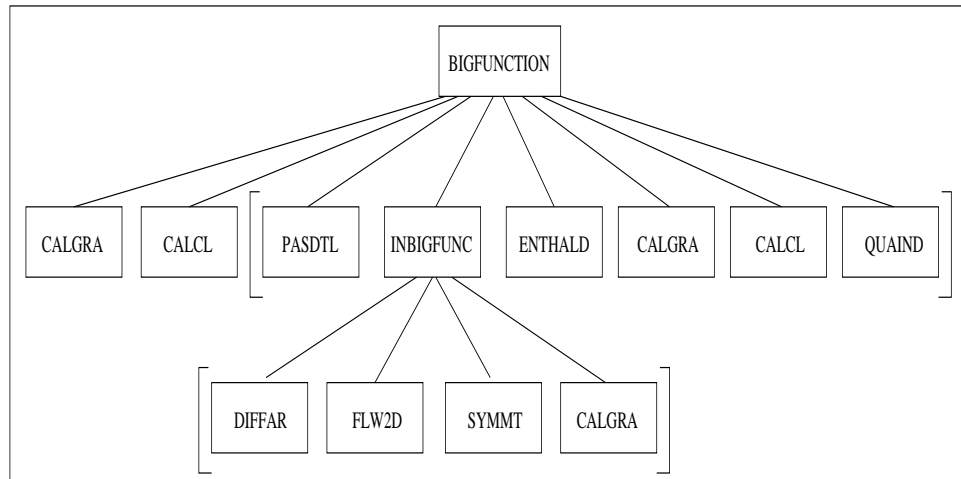 BIGFUNCTION
CALGRA
CALCL
PASDTL
INBIGFUNC
ENTHALD
CALGRA
CALCL
QUAIND
DIFFAR
FLW2D
SYMMT
CALGRA